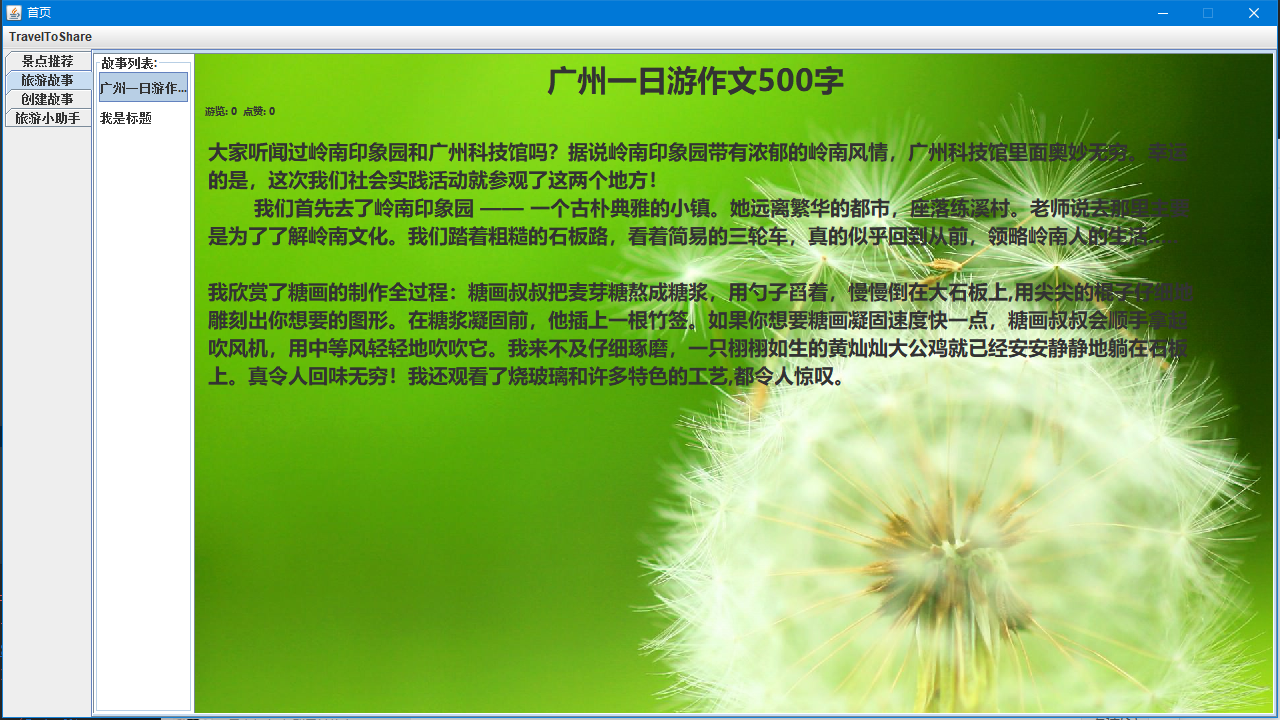 首页
TravelToShare
景点推荐
旅游故事
创建故事
旅游小助手
故事列表:
广州一日游作...
我是标题
广州一日游作文500字
游览: 0 点赞: 0
大家听闻过岭南印象园和广州科技馆吗？据说岭南印象园带有浓郁的岭南风情，广州科技馆里面奥妙无穷。幸运
的是，这次我们社会实践活动就参观了这两个地方！
我们首先去了岭南印象园 —— 一个古朴典雅的小镇。她远离繁华的都市，座落练溪村。老师说去那里主要
是为了了解岭南文化。我们踏着粗糙的石板路，看着简易的三轮车，真的似乎回到从前，领略岭南人的生活……
我欣赏了糖画的制作全过程：糖画叔叔把麦芽糖熬成糖浆，用勺子舀着，慢慢倒在大石板上,用尖尖的棍子仔细地
雕刻出你想要的图形。在糖浆凝固前，他插上一根竹签。如果你想要糖画凝固速度快一点，糖画叔叔会顺手拿起
吹风机，用中等风轻轻地吹吹它。我来不及仔细琢磨，一只栩栩如生的黄灿灿大公鸡就已经安安静静地躺在石板
上。真令人回味无穷！我还观看了烧玻璃和许多特色的工艺,都令人惊叹。